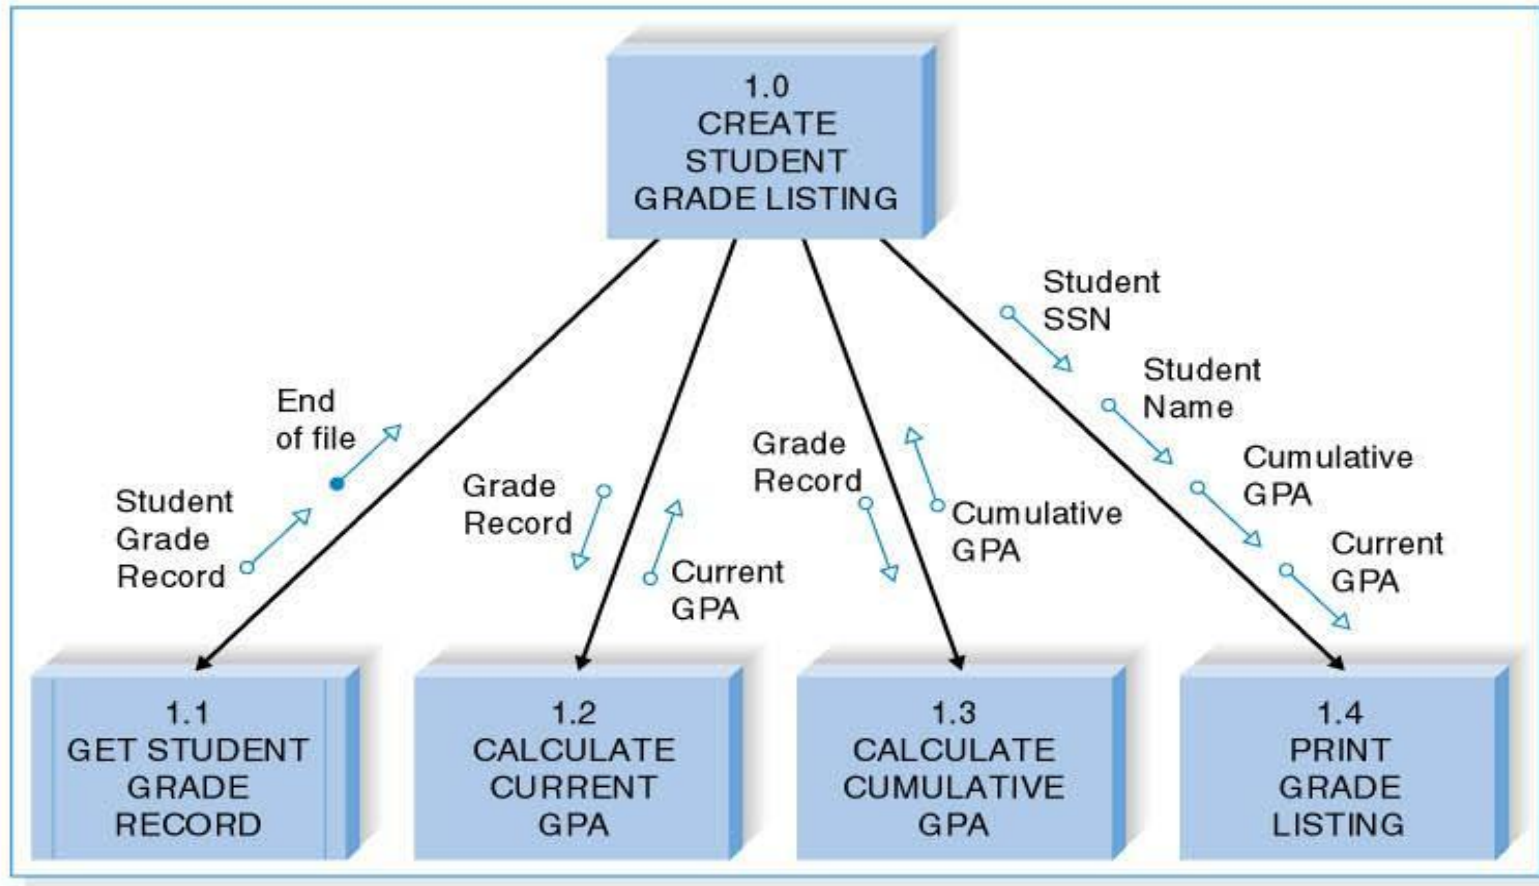 1.0
CREATE
STUDENT
GRADE LISTING
Student
SSN
Student
Name
Cumulative
GPA
Current
GPA
End
of file
Student
Grade
Record
Grade
Record
Current
GPA
Grade
Record
Cumulative
GPA
1.1
GET STUDENT
GRADE
RECORD
1.2
CALCULATE
CURRENT
GPA
1.3
CALCULATE
CUMULATIVE
GPA
1.4
PRINT
GRADE
LISTING